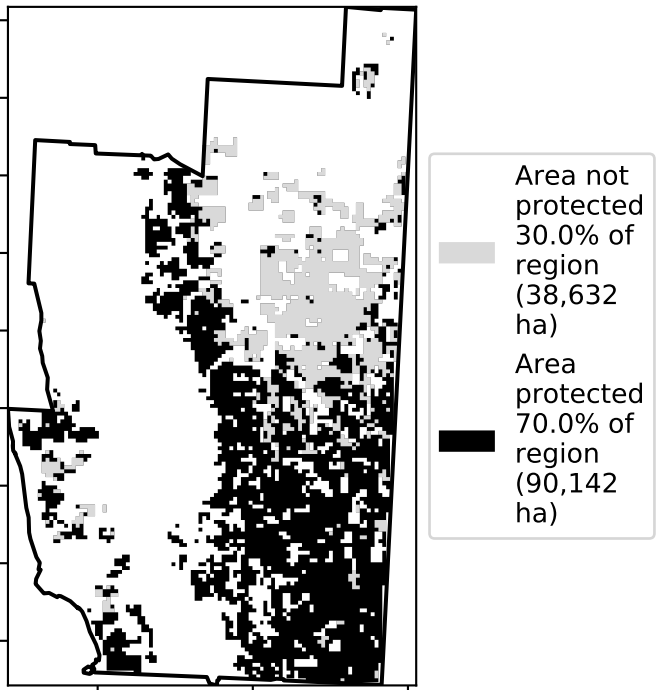 Area not
protected
30.0% of
region
(38,632
ha)
Area
protected
70.0% of
region
(90,142
ha)